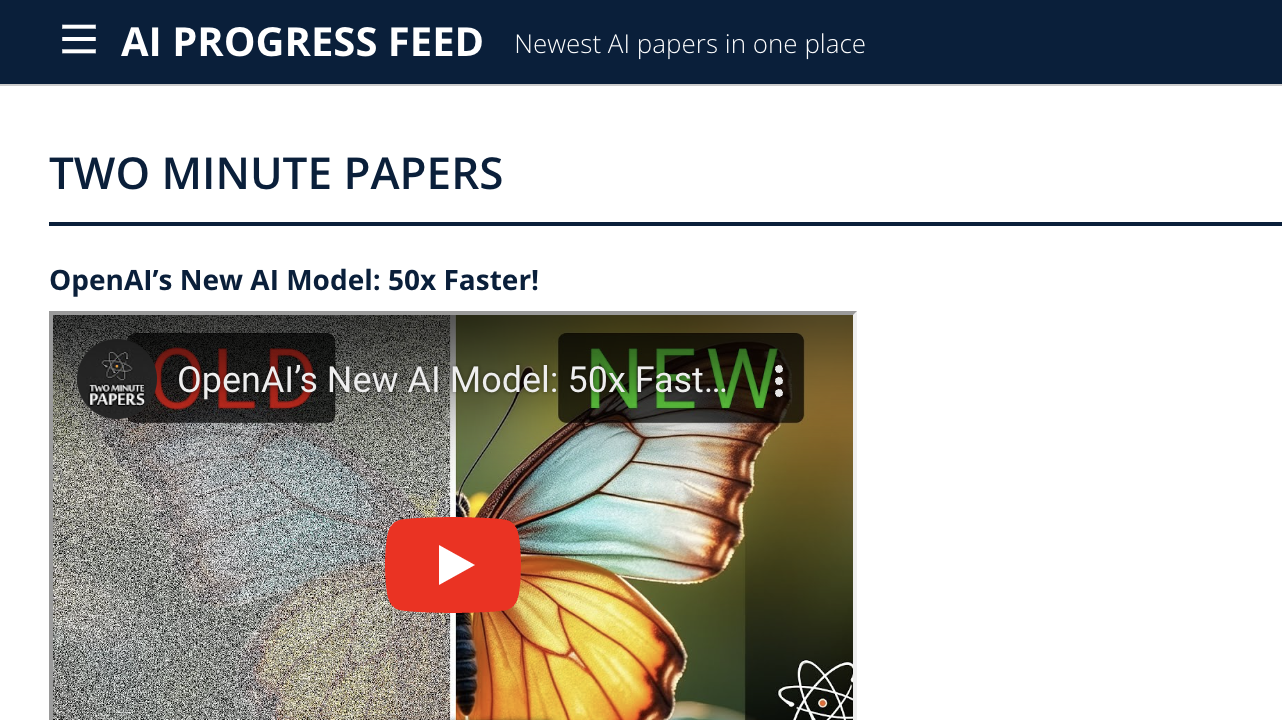 AI PROGRESS FEED Newest AI papers in one place
TWO MINUTE PAPERS
OpenAI’s New AI Model: 50x Faster!
OLD
NEW
TWO MINUTE
PAPERS
OpenAI’s New AI Model: 50x Fast...